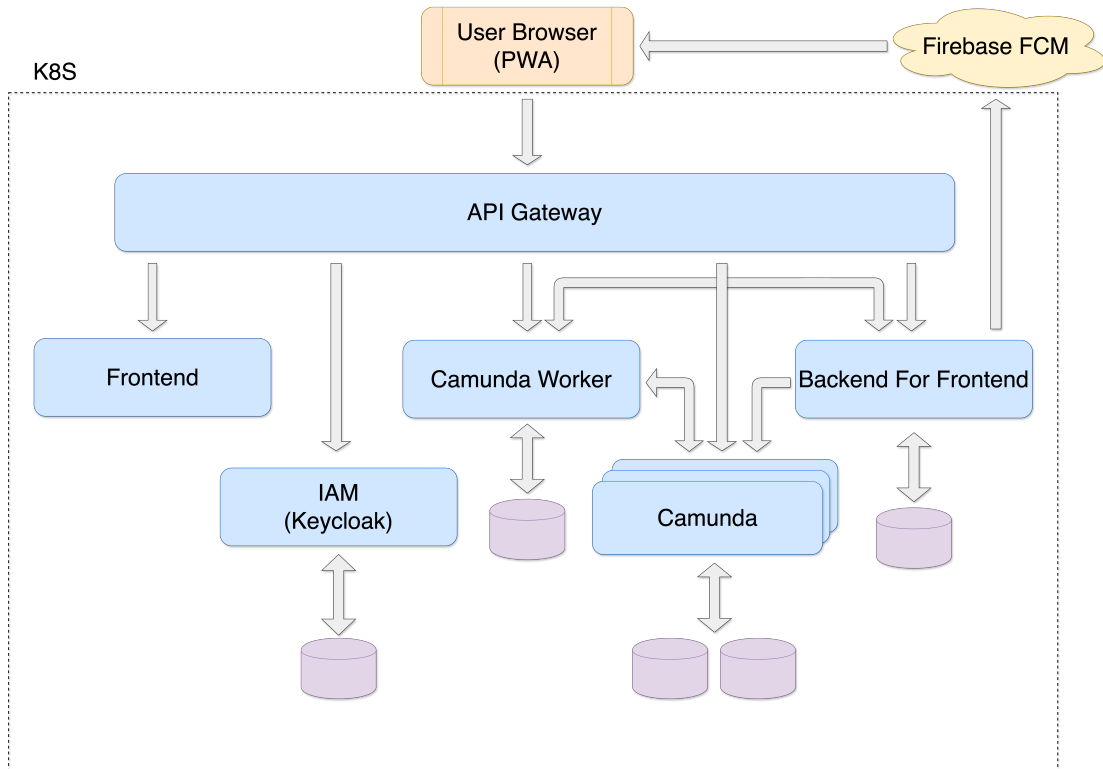 User Browser
(PWA)
Firebase FCM
K8S
API Gateway
Frontend
Camunda Worker
Backend For Frontend
IAM
(Keycloak)
Camunda